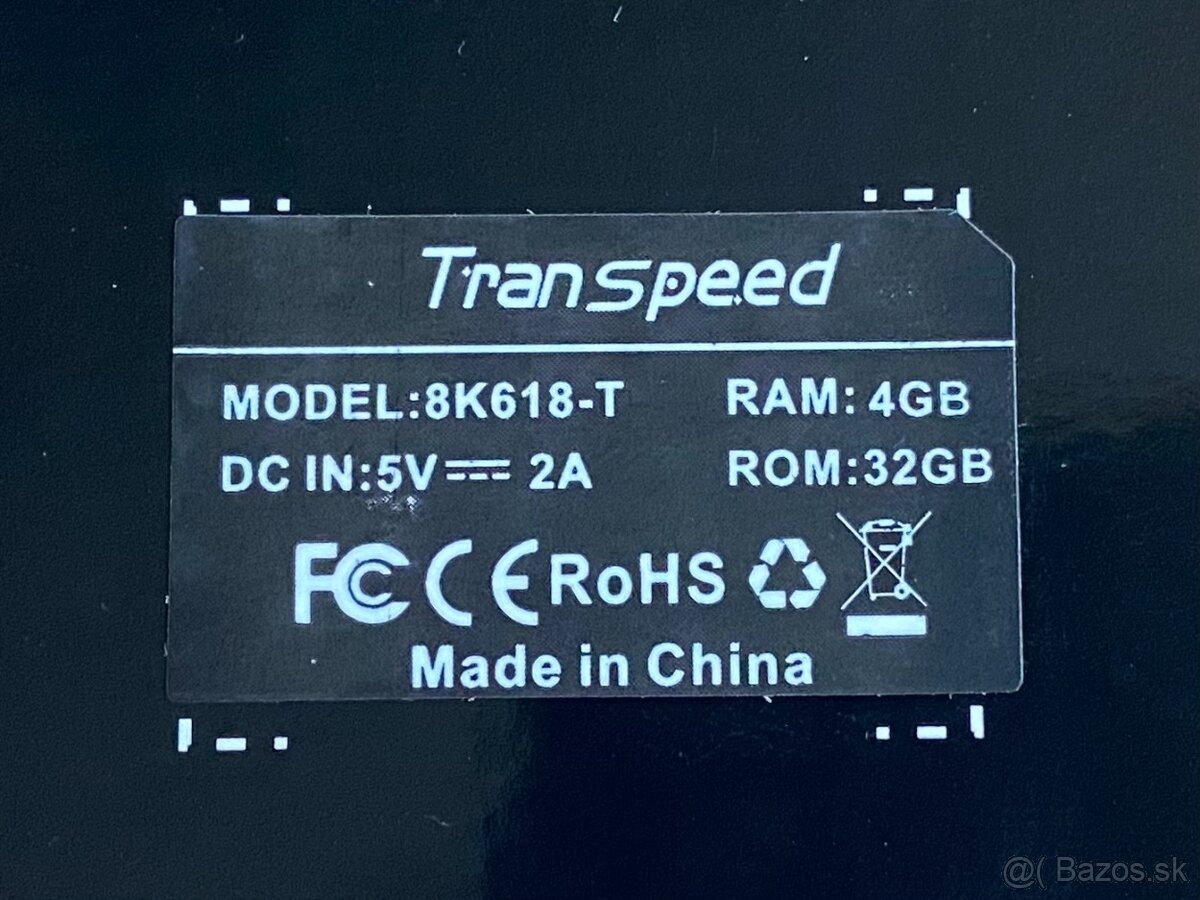 Transpeed
MODEL:8K618-T RAM: 4GB
DC IN:5V⎓ 2A ROM:32GB
FC CE RoHS
Made in China
@( Bazos.sk